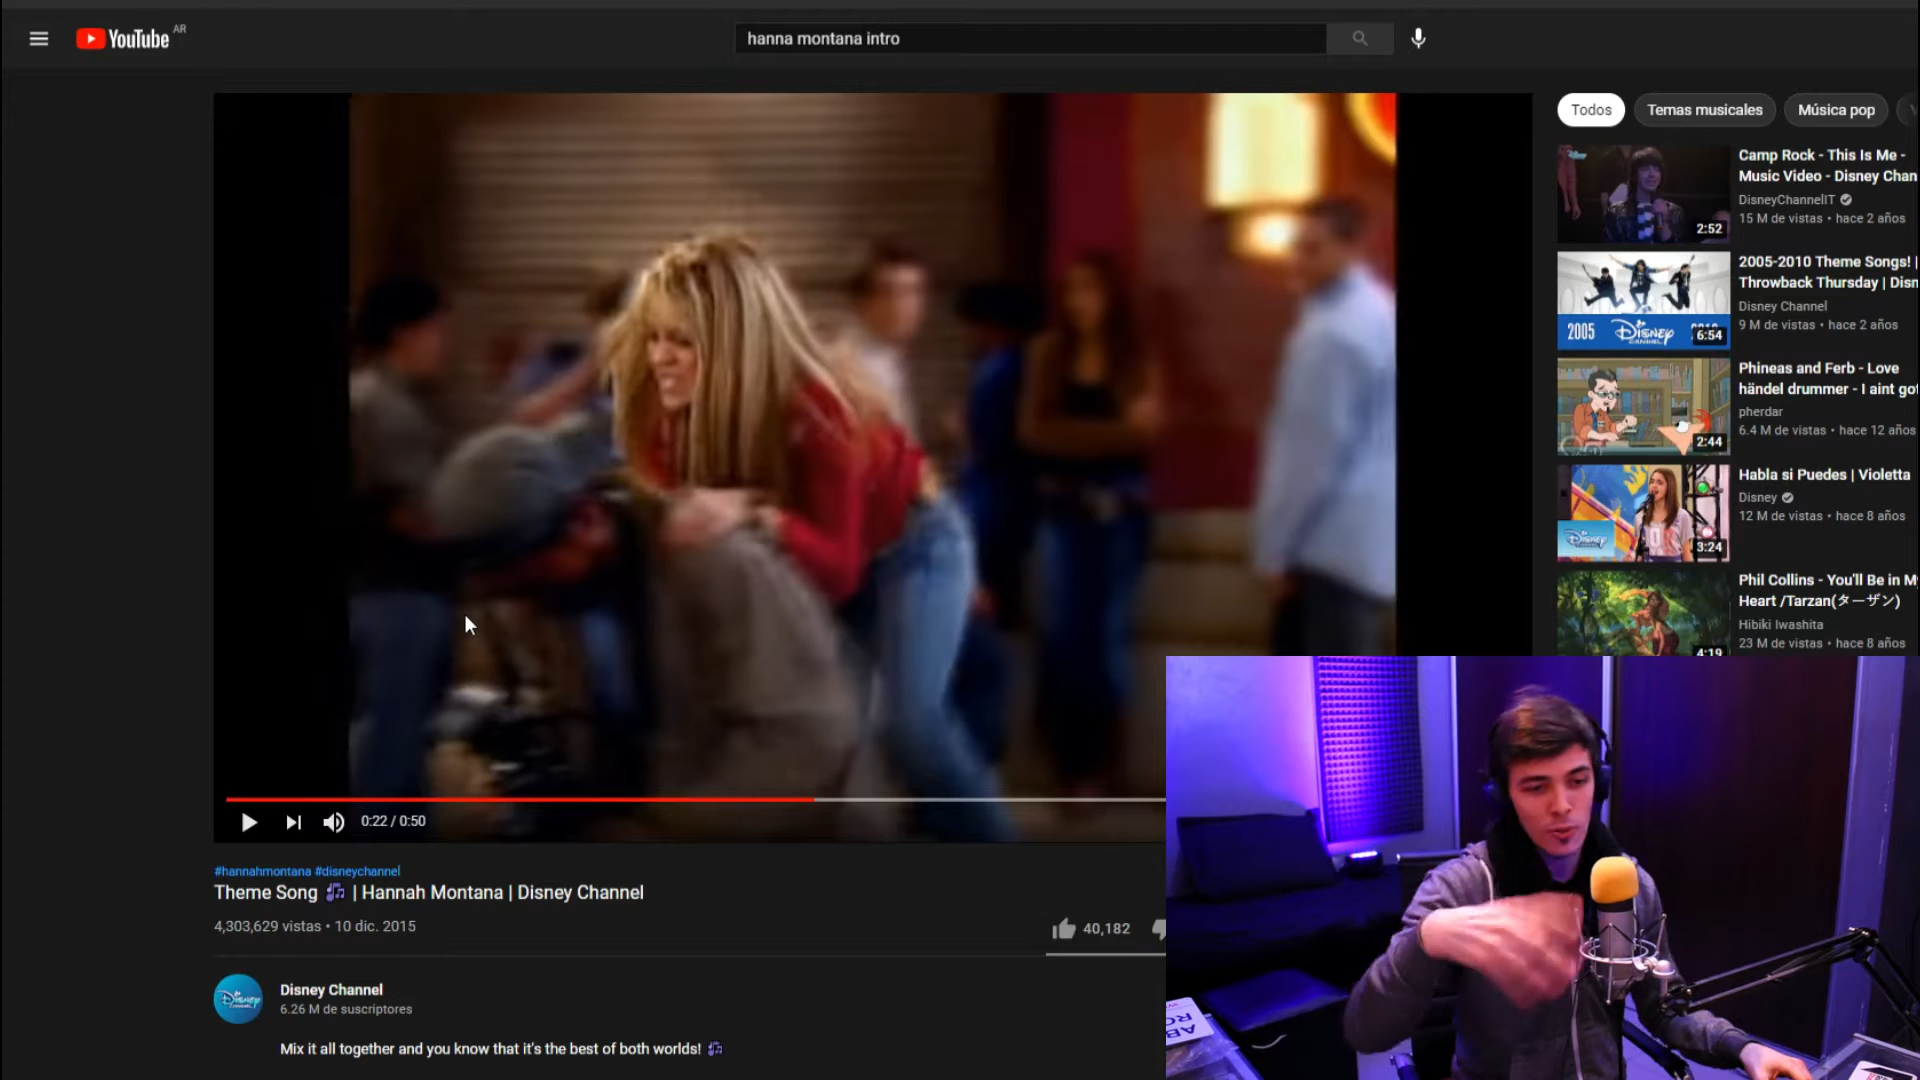 YouTube AR
hanna montana intro
Todos
Temas musicales
Música pop
Camp Rock - This Is Me -
Music Video - Disney Chan
DisneyChannelIT
15 M de vistas • hace 2 años
2:52
2005-2010 Theme Songs! |
Throwback Thursday | Disn
Disney Channel
9 M de vistas • hace 2 años
2005 Disney CHANNEL
6:54
Phineas and Ferb - Love
händel drummer - I aint got
pherdar
6.4 M de vistas • hace 12 años
2:44
Habla si Puedes | Violetta
Disney
12 M de vistas • hace 8 años
Disney
3:24
Phil Collins - You'll Be in M
Heart /Tarzan(ターザン)
Hibiki Iwashita
23 M de vistas • hace 8 años
4:19
0:22 / 0:50
#hannahmontana #disneychannel
Theme Song 🎶 | Hannah Montana | Disney Channel
4,303,629 vistas • 10 dic. 2015
40,182
Disney Channel
6.26 M de suscriptores
Mix it all together and you know that it's the best of both worlds! 🎶